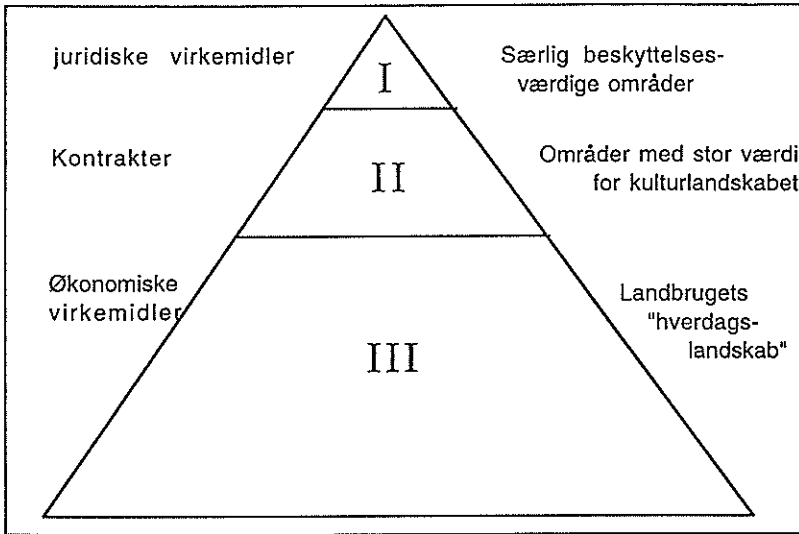 juridiske virkemidler
I
Særlig beskyttelses-
værdige områder
Kontrakter
II
Områder med stor værdi
for kulturlandskabet
Økonomiske
virkemidler
III
Landbrugets
"hverdags-
landskab"